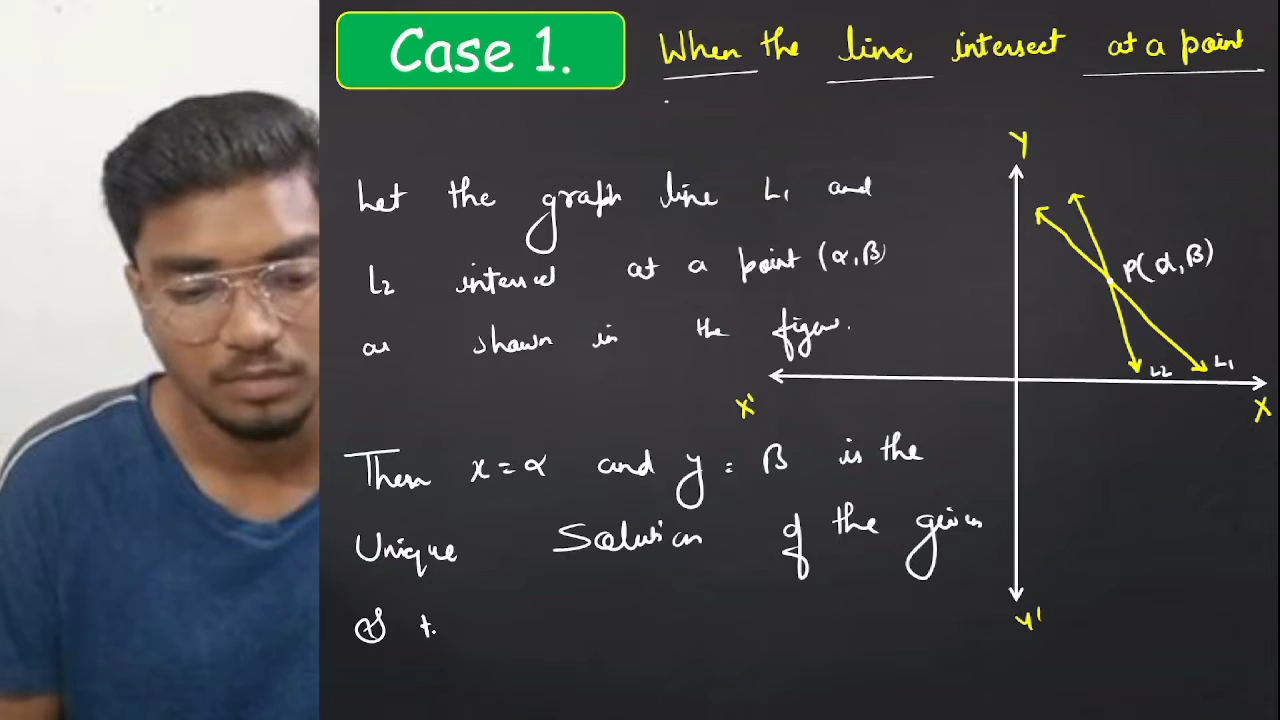 Case 1.
When the line intersect at a point
Let the graph line L1 and
L2 intersect at a point (α,β)
as shown in the figure.
Then x = α and y = β is the
Unique Solution of the given
Y
P(α,β)
L2 L1
X' X
Y'